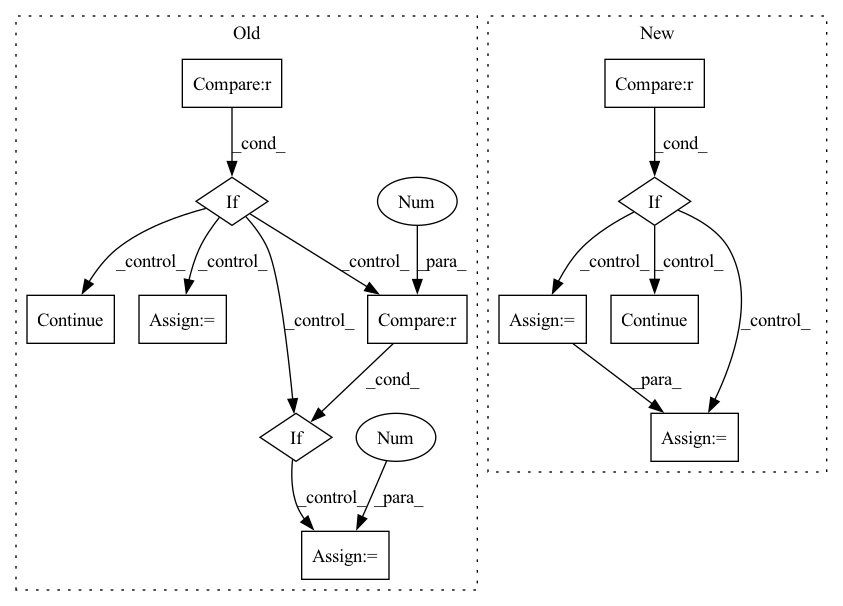 Old
New
Compare:r
Compare:r
_cond_
_cond_
If
Num
If
_control_
_control_
_control_
_para_
_control_
_control_
Continue
Assign:=
_control_
Compare:r
Assign:=
Continue
_control_
_cond_
_para_
If
Num
Assign:=
_control_
_para_
Assign:=